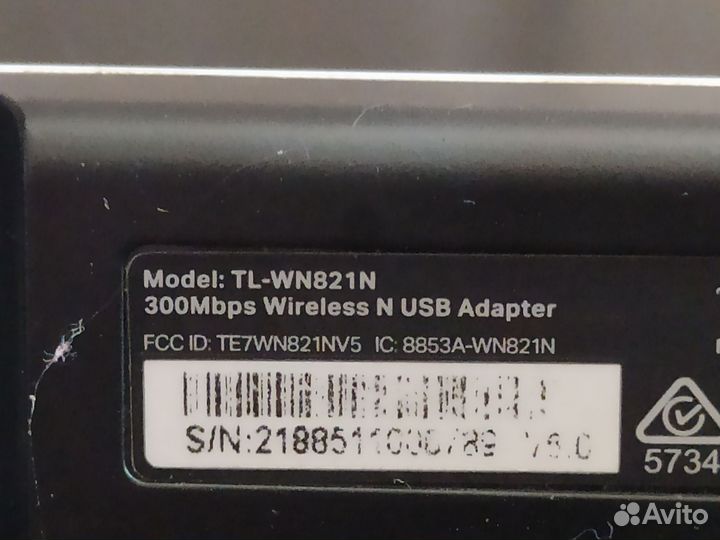 Model: TL-WN821N
300Mbps Wireless N USB Adapter
FCC ID: TE7WN821NV5 IC: 8853A-WN821N
5734
Avito